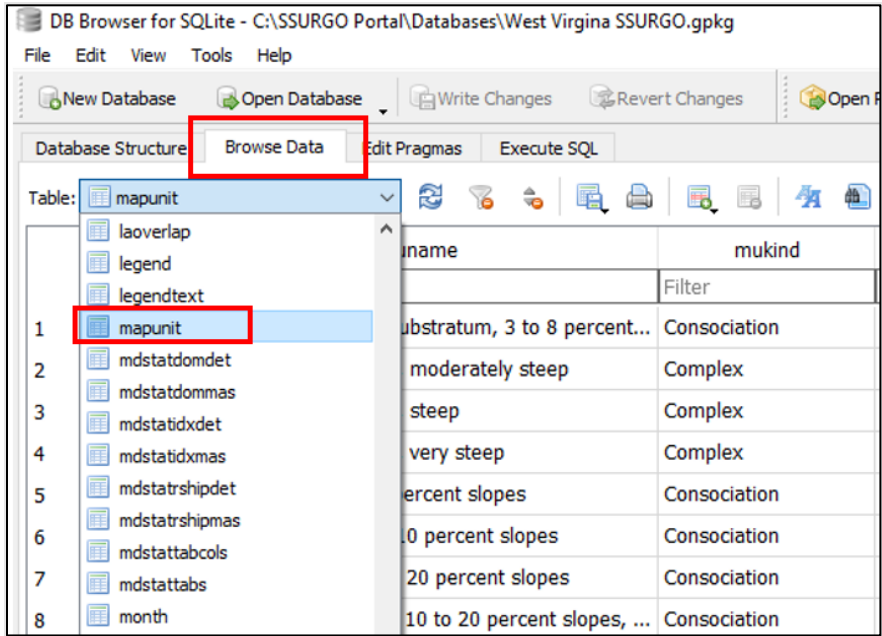 DB Browser for SQLite - C:\SSURGO Portal\Databases\West Virgina SSURGO.gpkg
File Edit View Tools Help
New Database Open Database Write Changes Revert Changes Open
Database Structure Browse Data Edit Pragmas Execute SQL
Table: mapunit
laoverlap
legend
legendtext
mapunit
mdstatdomdet
mdstatdommas
mdstatidxdet
mdstatidxmas
mdstatrshipdet
mdstatrshipmas
mdstattabcols
mdstattabs
month
uname mukind
Filter
1 ubstratum, 3 to 8 percent... Consociation
2 moderately steep Complex
3 steep Complex
4 very steep Complex
5 ercent slopes Consociation
6 10 percent slopes Consociation
7 20 percent slopes Consociation
8 10 to 20 percent slopes, ... Consociation